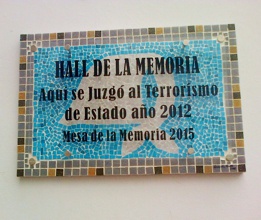 HALL DE LA MEMORIA
Aquí se Juzgó al Terrorismo
de Estado año 2012
Mesa de la Memoria 2015